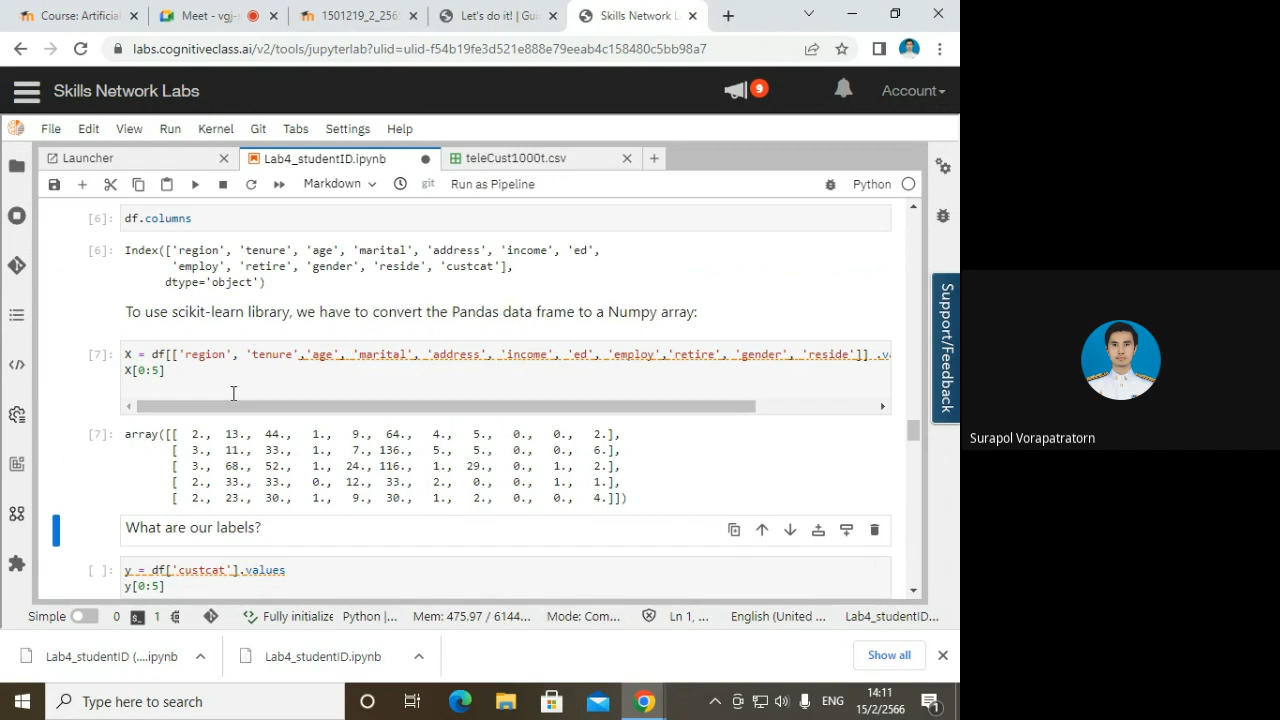 Course: Artificial
Meet - vgj-
1501219_2_256
Let's do it! | Gui
Skills Network L
labs.cognitiveclass.ai/v2/tools/jupyterlab?ulid=ulid-f54b19fe3d521e888e79eeab4c158480c5bb98a7
Skills Network Labs
9
Account
File Edit View Run Kernel Git Tabs Settings Help
Launcher
Lab4_studentID.ipynb
teleCust1000t.csv
Markdown
git
Run as Pipeline
Python
[6]: df.columns
[6]: Index(['region', 'tenure', 'age', 'marital', 'address', 'income', 'ed',
'employ', 'retire', 'gender', 'reside', 'custcat'],
dtype='object')
To use scikit-learn library, we have to convert the Pandas data frame to a Numpy array:
[7]: X = df[['region', 'tenure','age', 'marital', 'address', 'income', 'ed', 'employ','retire', 'gender', 'reside']] .v
X[0:5]
[7]: array([[ 2., 13., 44., 1., 9., 64., 4., 5., 0., 0., 2.],
[ 3., 11., 33., 1., 7., 136., 5., 5., 0., 0., 6.],
[ 3., 68., 52., 1., 24., 116., 1., 29., 0., 1., 2.],
[ 2., 33., 33., 0., 12., 33., 2., 0., 0., 1., 1.],
[ 2., 23., 30., 1., 9., 30., 1., 2., 0., 0., 4.]])
What are our labels?
[ ]: y = df['custcat'].values
y[0:5]
Support/Feedback
Surapol Vorapatratorn
Simple 0 1 Fully initialize Python |... Mem: 475.97 / 6144... Mode: Com... Ln 1, ... English (United ... Lab4_studentID...
Lab4_studentID (....ipynb
Lab4_studentID.ipynb
Show all
Type here to search
ENG
14:11
15/2/2566
1